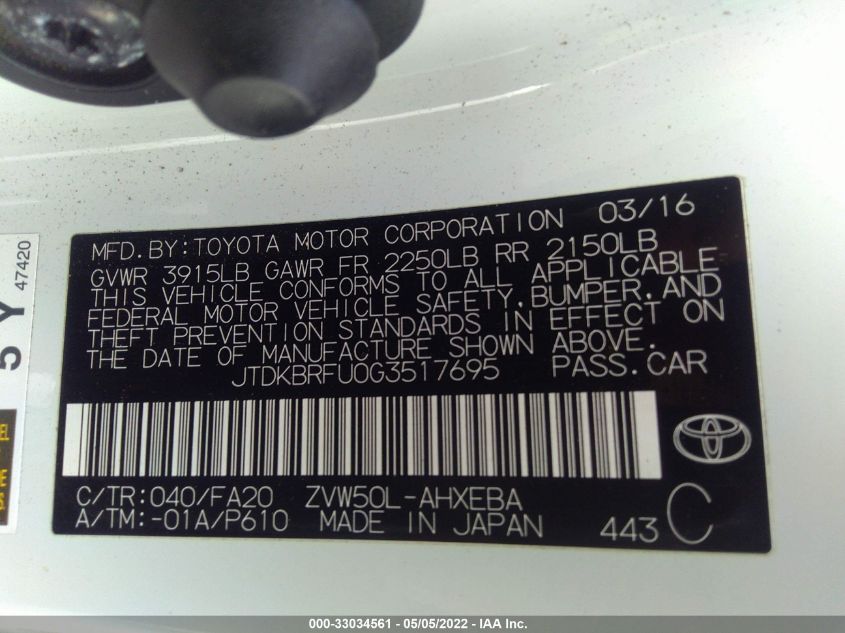 MFD.BY:TOYOTA MOTOR CORPORATION 03/16
GVWR 3915LB GAWR FR 2250LB RR 2150LB
THIS VEHICLE CONFORMS TO ALL APPLICABLE
FEDERAL MOTOR VEHICLE SAFETY,BUMPER,AND
THEFT PREVENTION STANDARDS IN EFFECT ON
THE DATE OF MANUFACTURE SHOWN ABOVE.
JTDKBRFU0G3517695 PASS.CAR
C/TR:040/FA20 ZVW50L-AHXEBA
A/TM:-01A/P610 MADE IN JAPAN 443 C
5 Y
47420
000-33034561 - 05/05/2022 - IAA Inc.